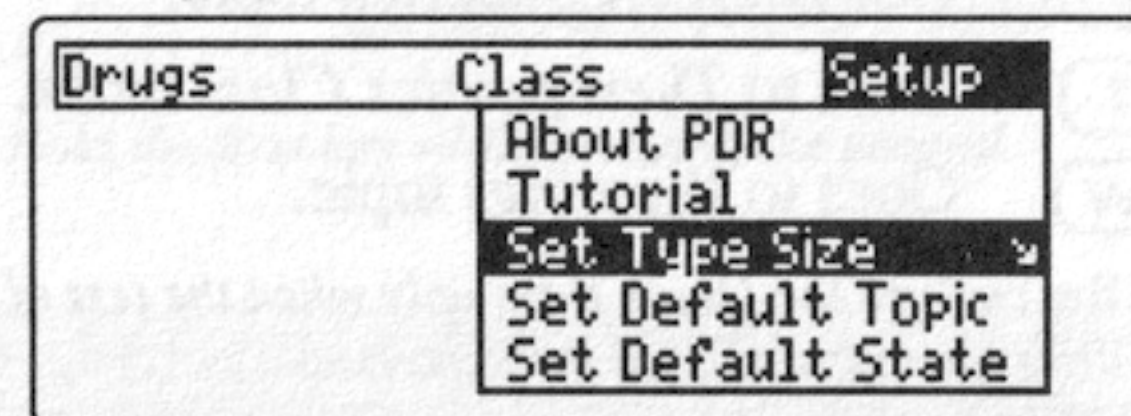 Drugs Class Setup
About PDR
Tutorial
Set Type Size
Set Default Topic
Set Default State